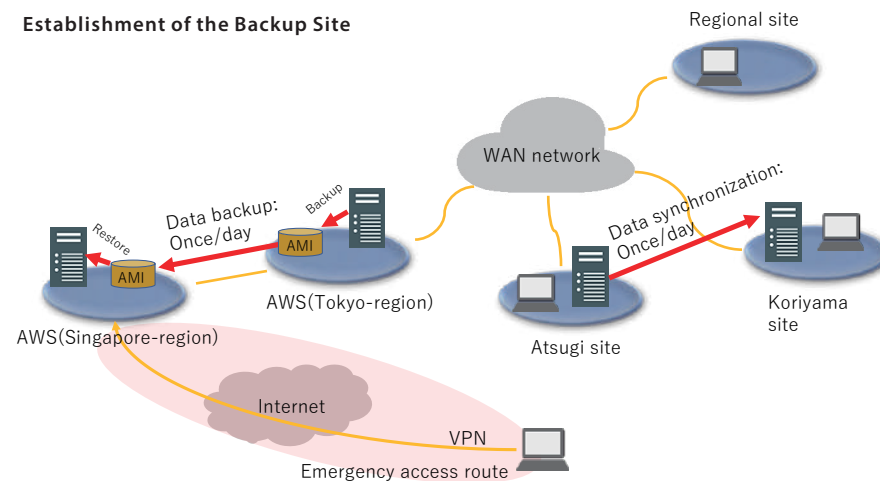 Establishment of the Backup Site
Regional site
WAN network
Data synchronization:
Once/day
Backup
Data backup:
Once/day
Restore
AMI
AMI
AWS(Tokyo-region)
Koriyama
site
AWS(Singapore-region)
Atsugi site
Internet
VPN
Emergency access route